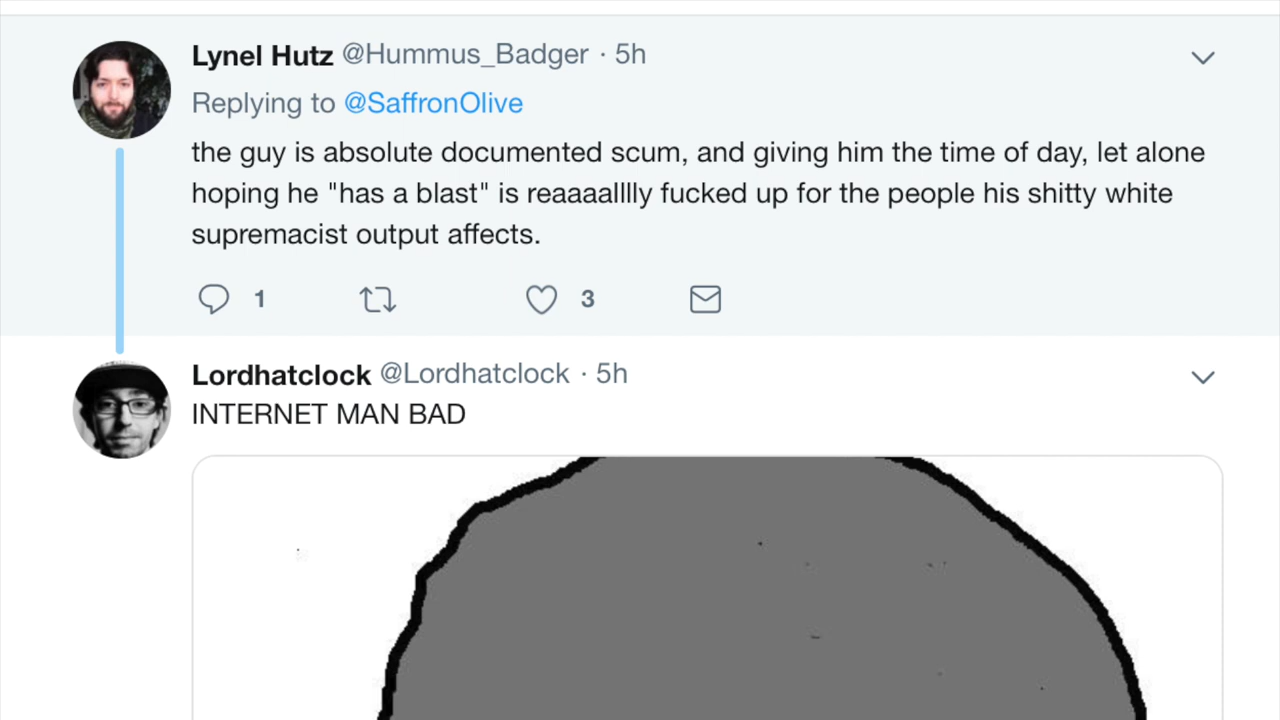 Lynel Hutz @Hummus_Badger · 5h
Replying to @SaffronOlive
the guy is absolute documented scum, and giving him the time of day, let alone
hoping he "has a blast" is reaaaalllly fucked up for the people his shitty white
supremacist output affects.
1 3
Lordhatclock @Lordhatclock · 5h
INTERNET MAN BAD